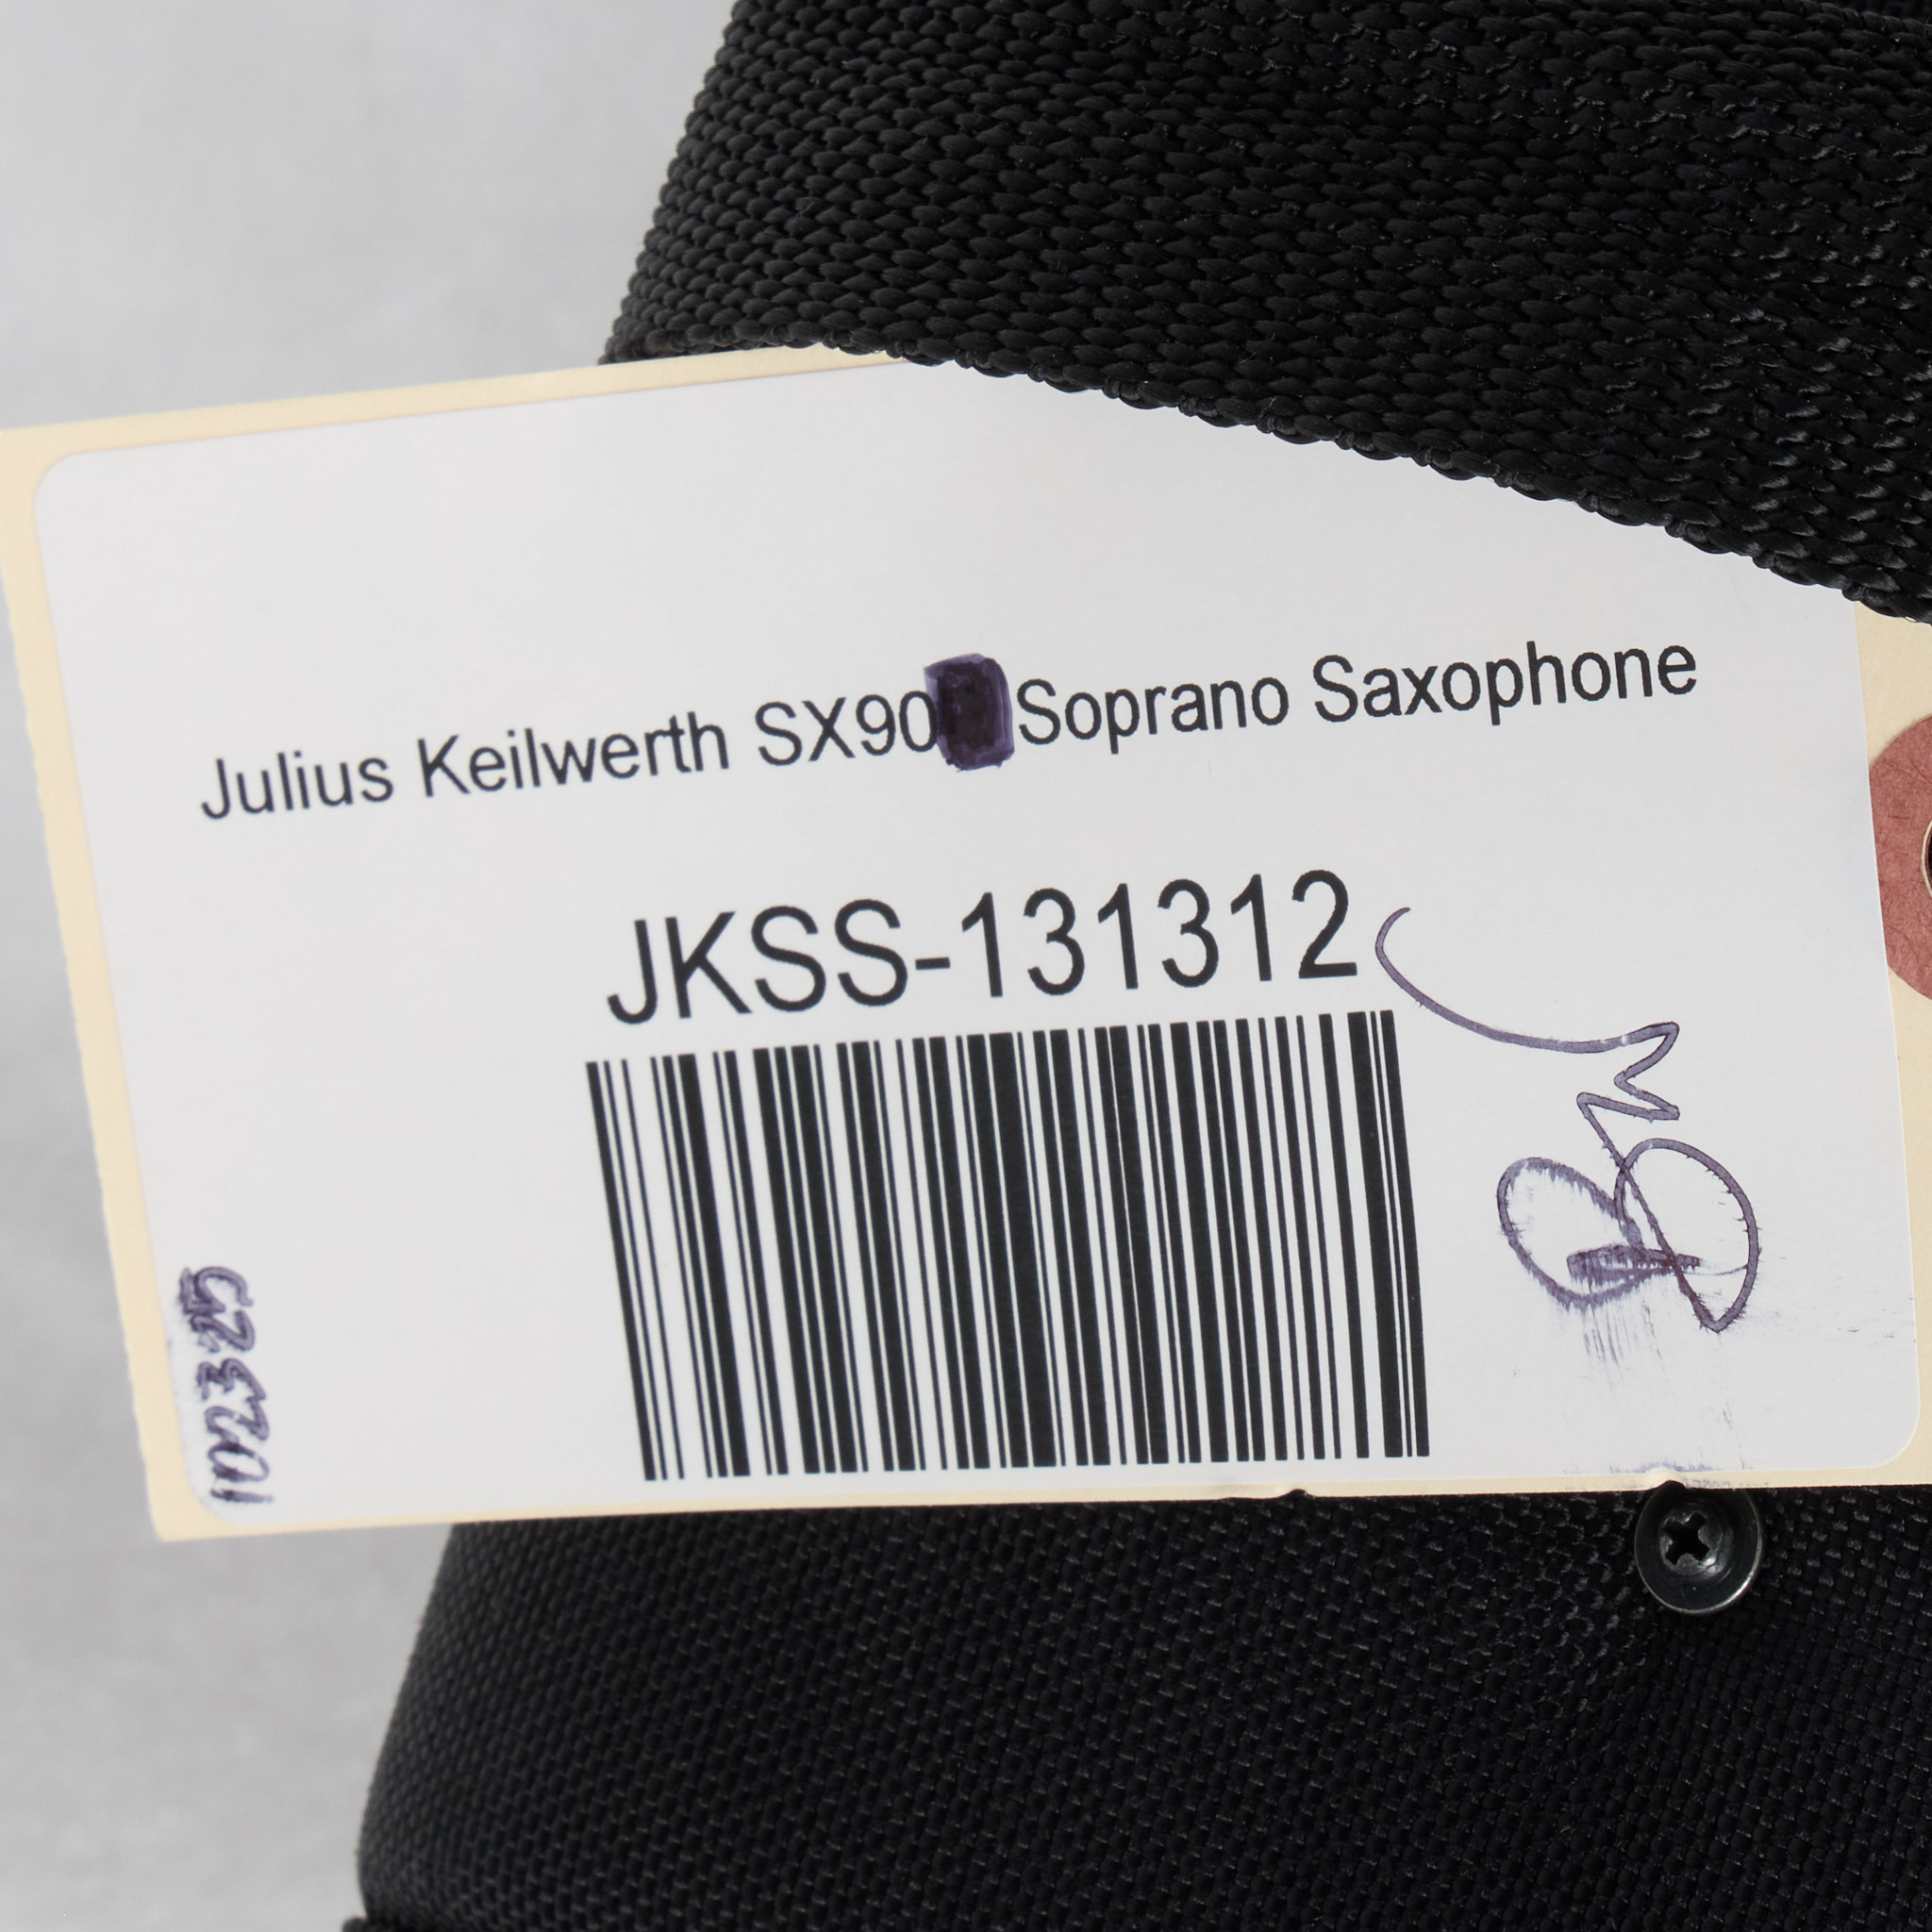 Julius Keilwerth SX90 Soprano Saxophone
JKSS-131312